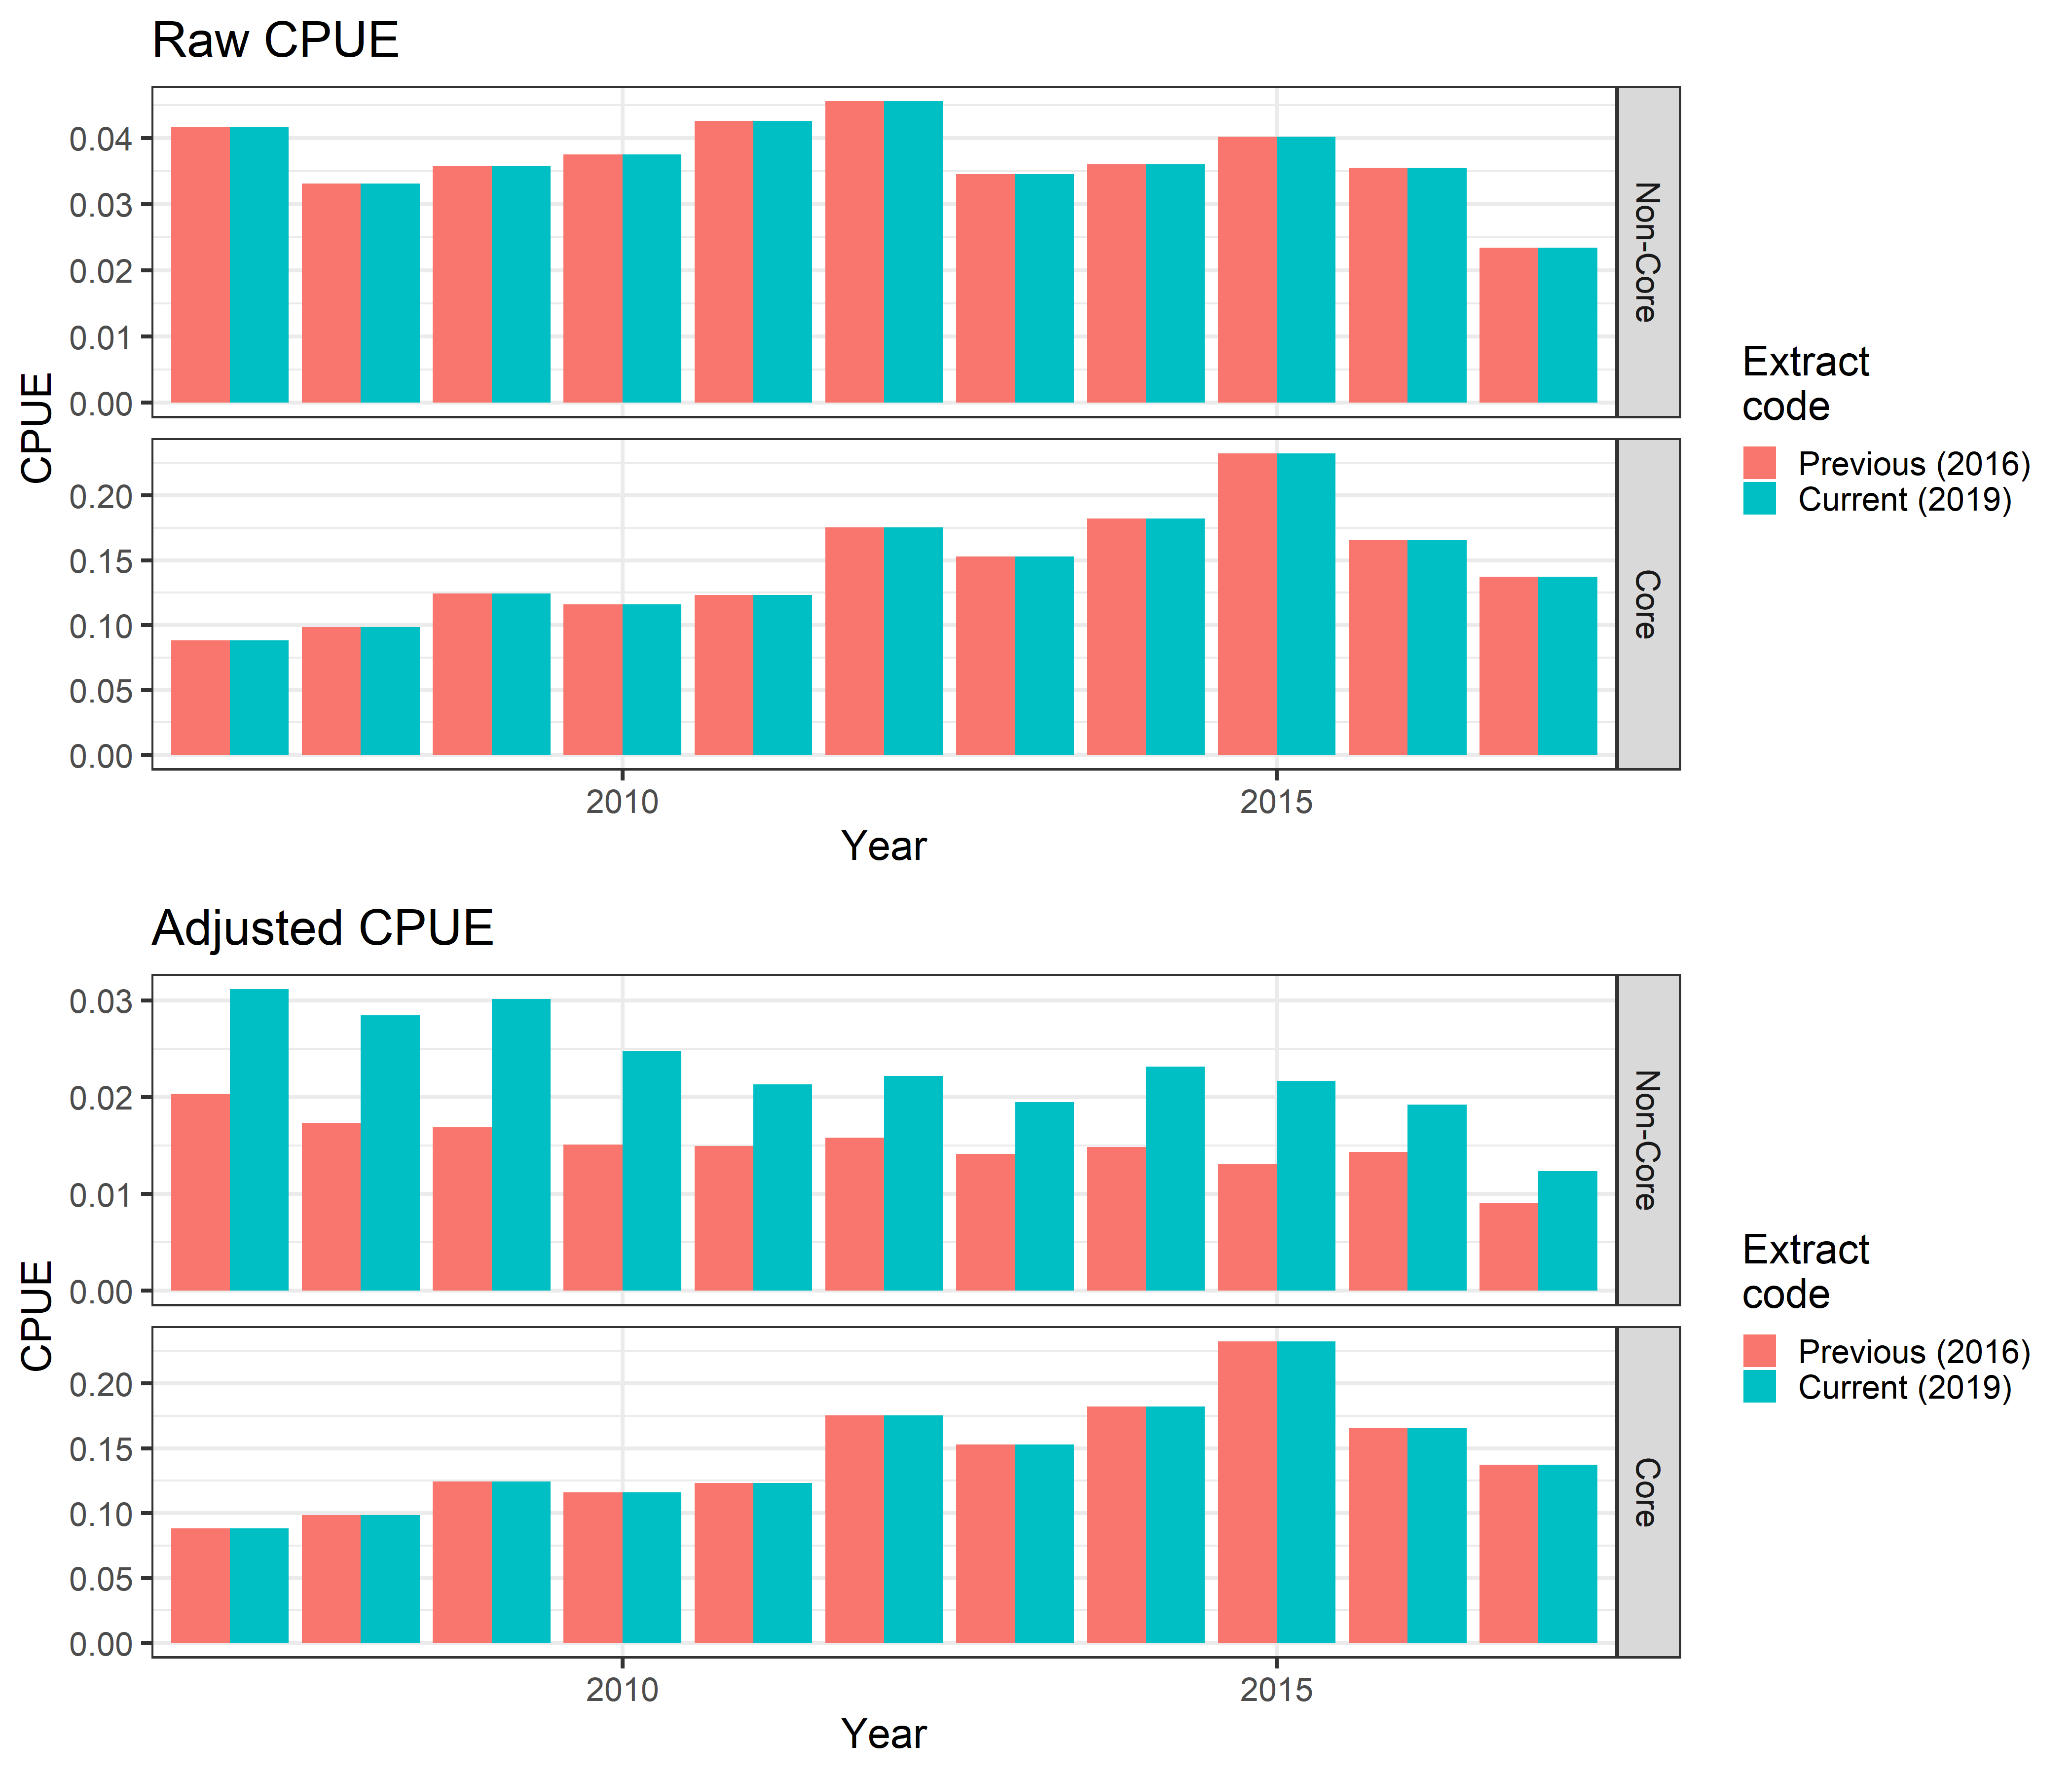 Raw CPUE
CPUE
0.04
0.03
0.02
0.01
0.00
Non-Core
0.20
0.15
0.10
0.05
0.00
Core
2010
2015
Year
Extract
code
Previous (2016)
Current (2019)
Adjusted CPUE
CPUE
0.03
0.02
0.01
0.00
Non-Core
0.20
0.15
0.10
0.05
0.00
Core
2010
2015
Year
Extract
code
Previous (2016)
Current (2019)